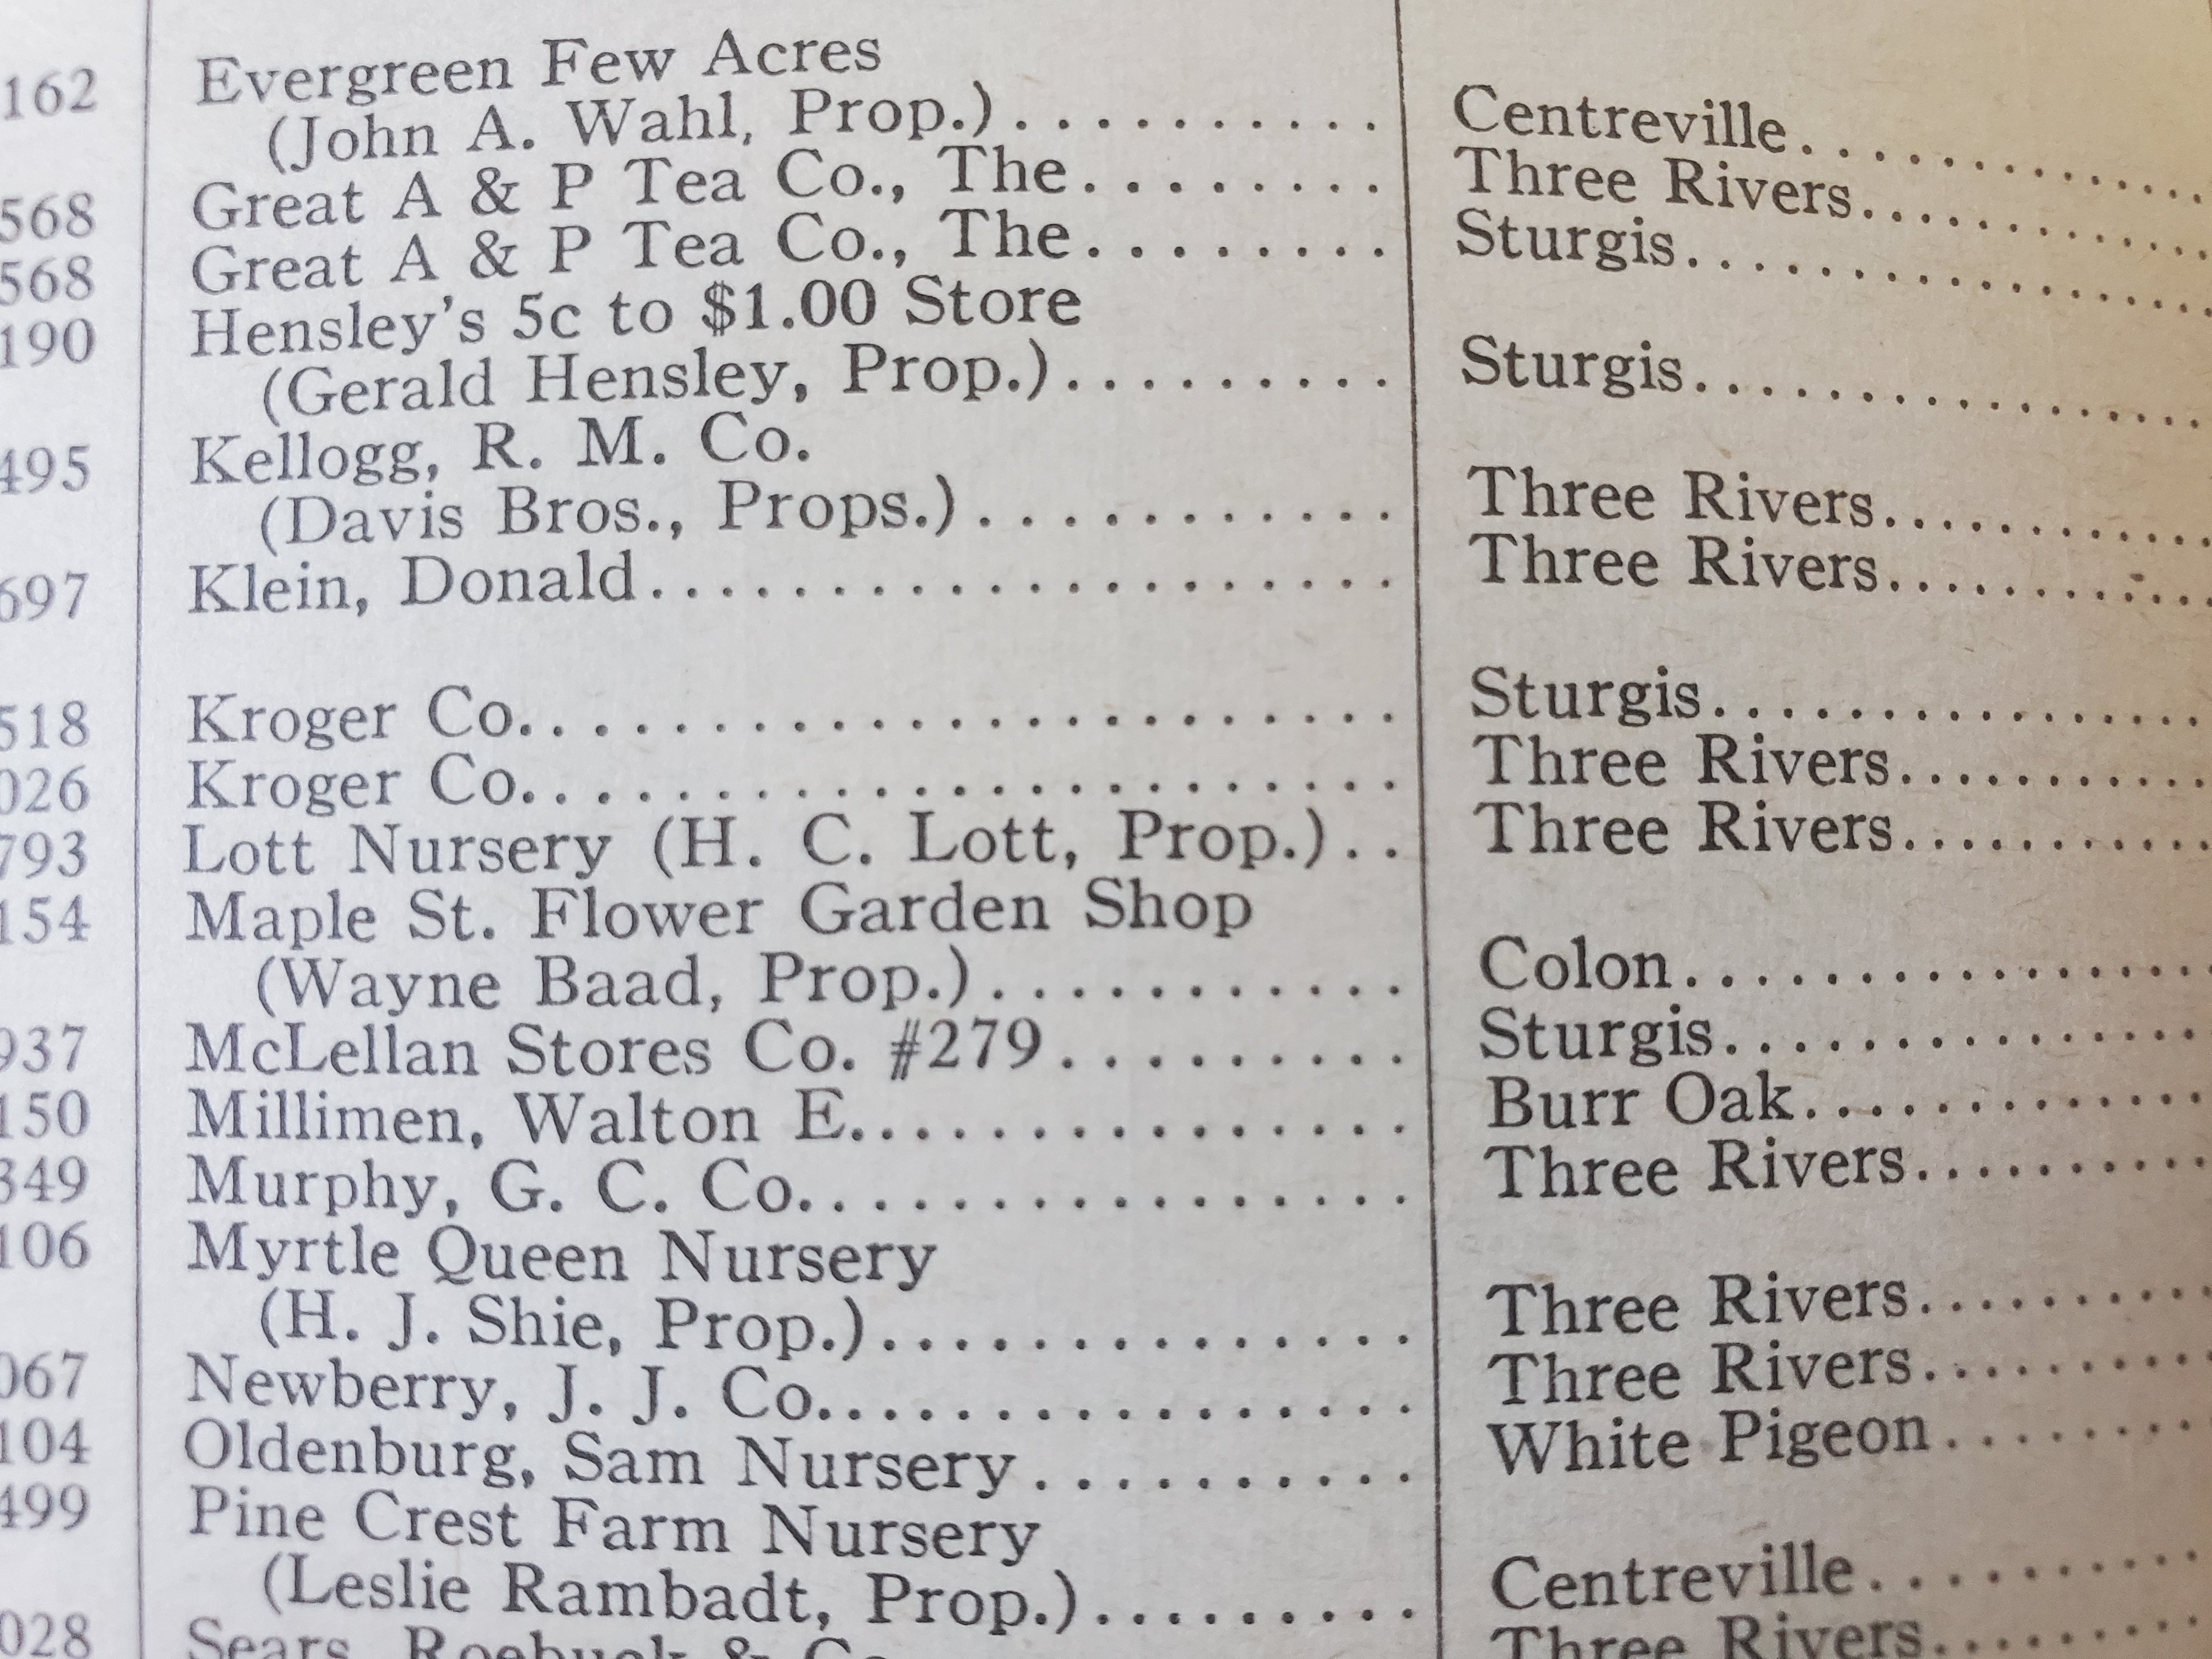 162 Evergreen Few Acres
(John A. Wahl, Prop.).......... Centreville..........
568 Great A & P Tea Co., The........ Three Rivers..........
568 Great A & P Tea Co., The........ Sturgis..........
190 Hensley's 5c to $1.00 Store
(Gerald Hensley, Prop.).......... Sturgis..........
495 Kellogg, R. M. Co.
(Davis Bros., Props.).......... Three Rivers..........
697 Klein, Donald.......... Three Rivers..........
518 Kroger Co.......... Sturgis..........
026 Kroger Co.......... Three Rivers..........
793 Lott Nursery (H. C. Lott, Prop.).. Three Rivers..........
154 Maple St. Flower Garden Shop
(Wayne Baad, Prop.).......... Colon..........
937 McLellan Stores Co. #279.......... Sturgis..........
150 Millimen, Walton E.......... Burr Oak..........
349 Murphy, G. C. Co.......... Three Rivers..........
106 Myrtle Queen Nursery
(H. J. Shie, Prop.).......... Three Rivers..........
067 Newberry, J. J. Co.......... Three Rivers..........
104 Oldenburg, Sam Nursery.......... White Pigeon..........
499 Pine Crest Farm Nursery
(Leslie Rambadt, Prop.).......... Centreville..........
028 Sears, Roebuck & Co. Three Rivers..........